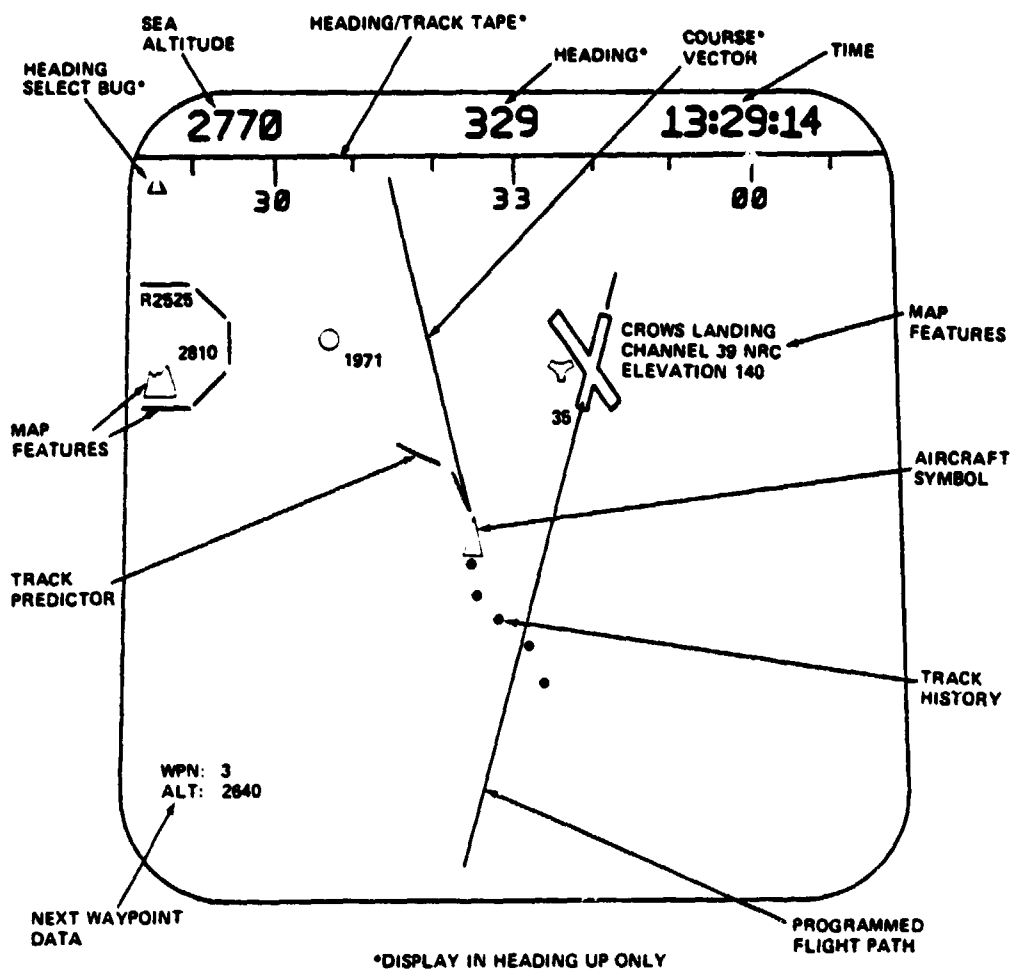 SEA
ALTITUDE
HEADING/TRACK TAPE*
HEADING*
COURSE*
VECTOR
TIME
HEADING
SELECT BUG*
2770
329
13:29:14
30
33
00
R2525
2810
1971
CROWS LANDING
CHANNEL 39 NRC
ELEVATION 140
35
MAP
FEATURES
MAP
FEATURES
AIRCRAFT
SYMBOL
TRACK
PREDICTOR
TRACK
HISTORY
WPN: 3
ALT: 2640
NEXT WAYPOINT
DATA
PROGRAMMED
FLIGHT PATH
*DISPLAY IN HEADING UP ONLY